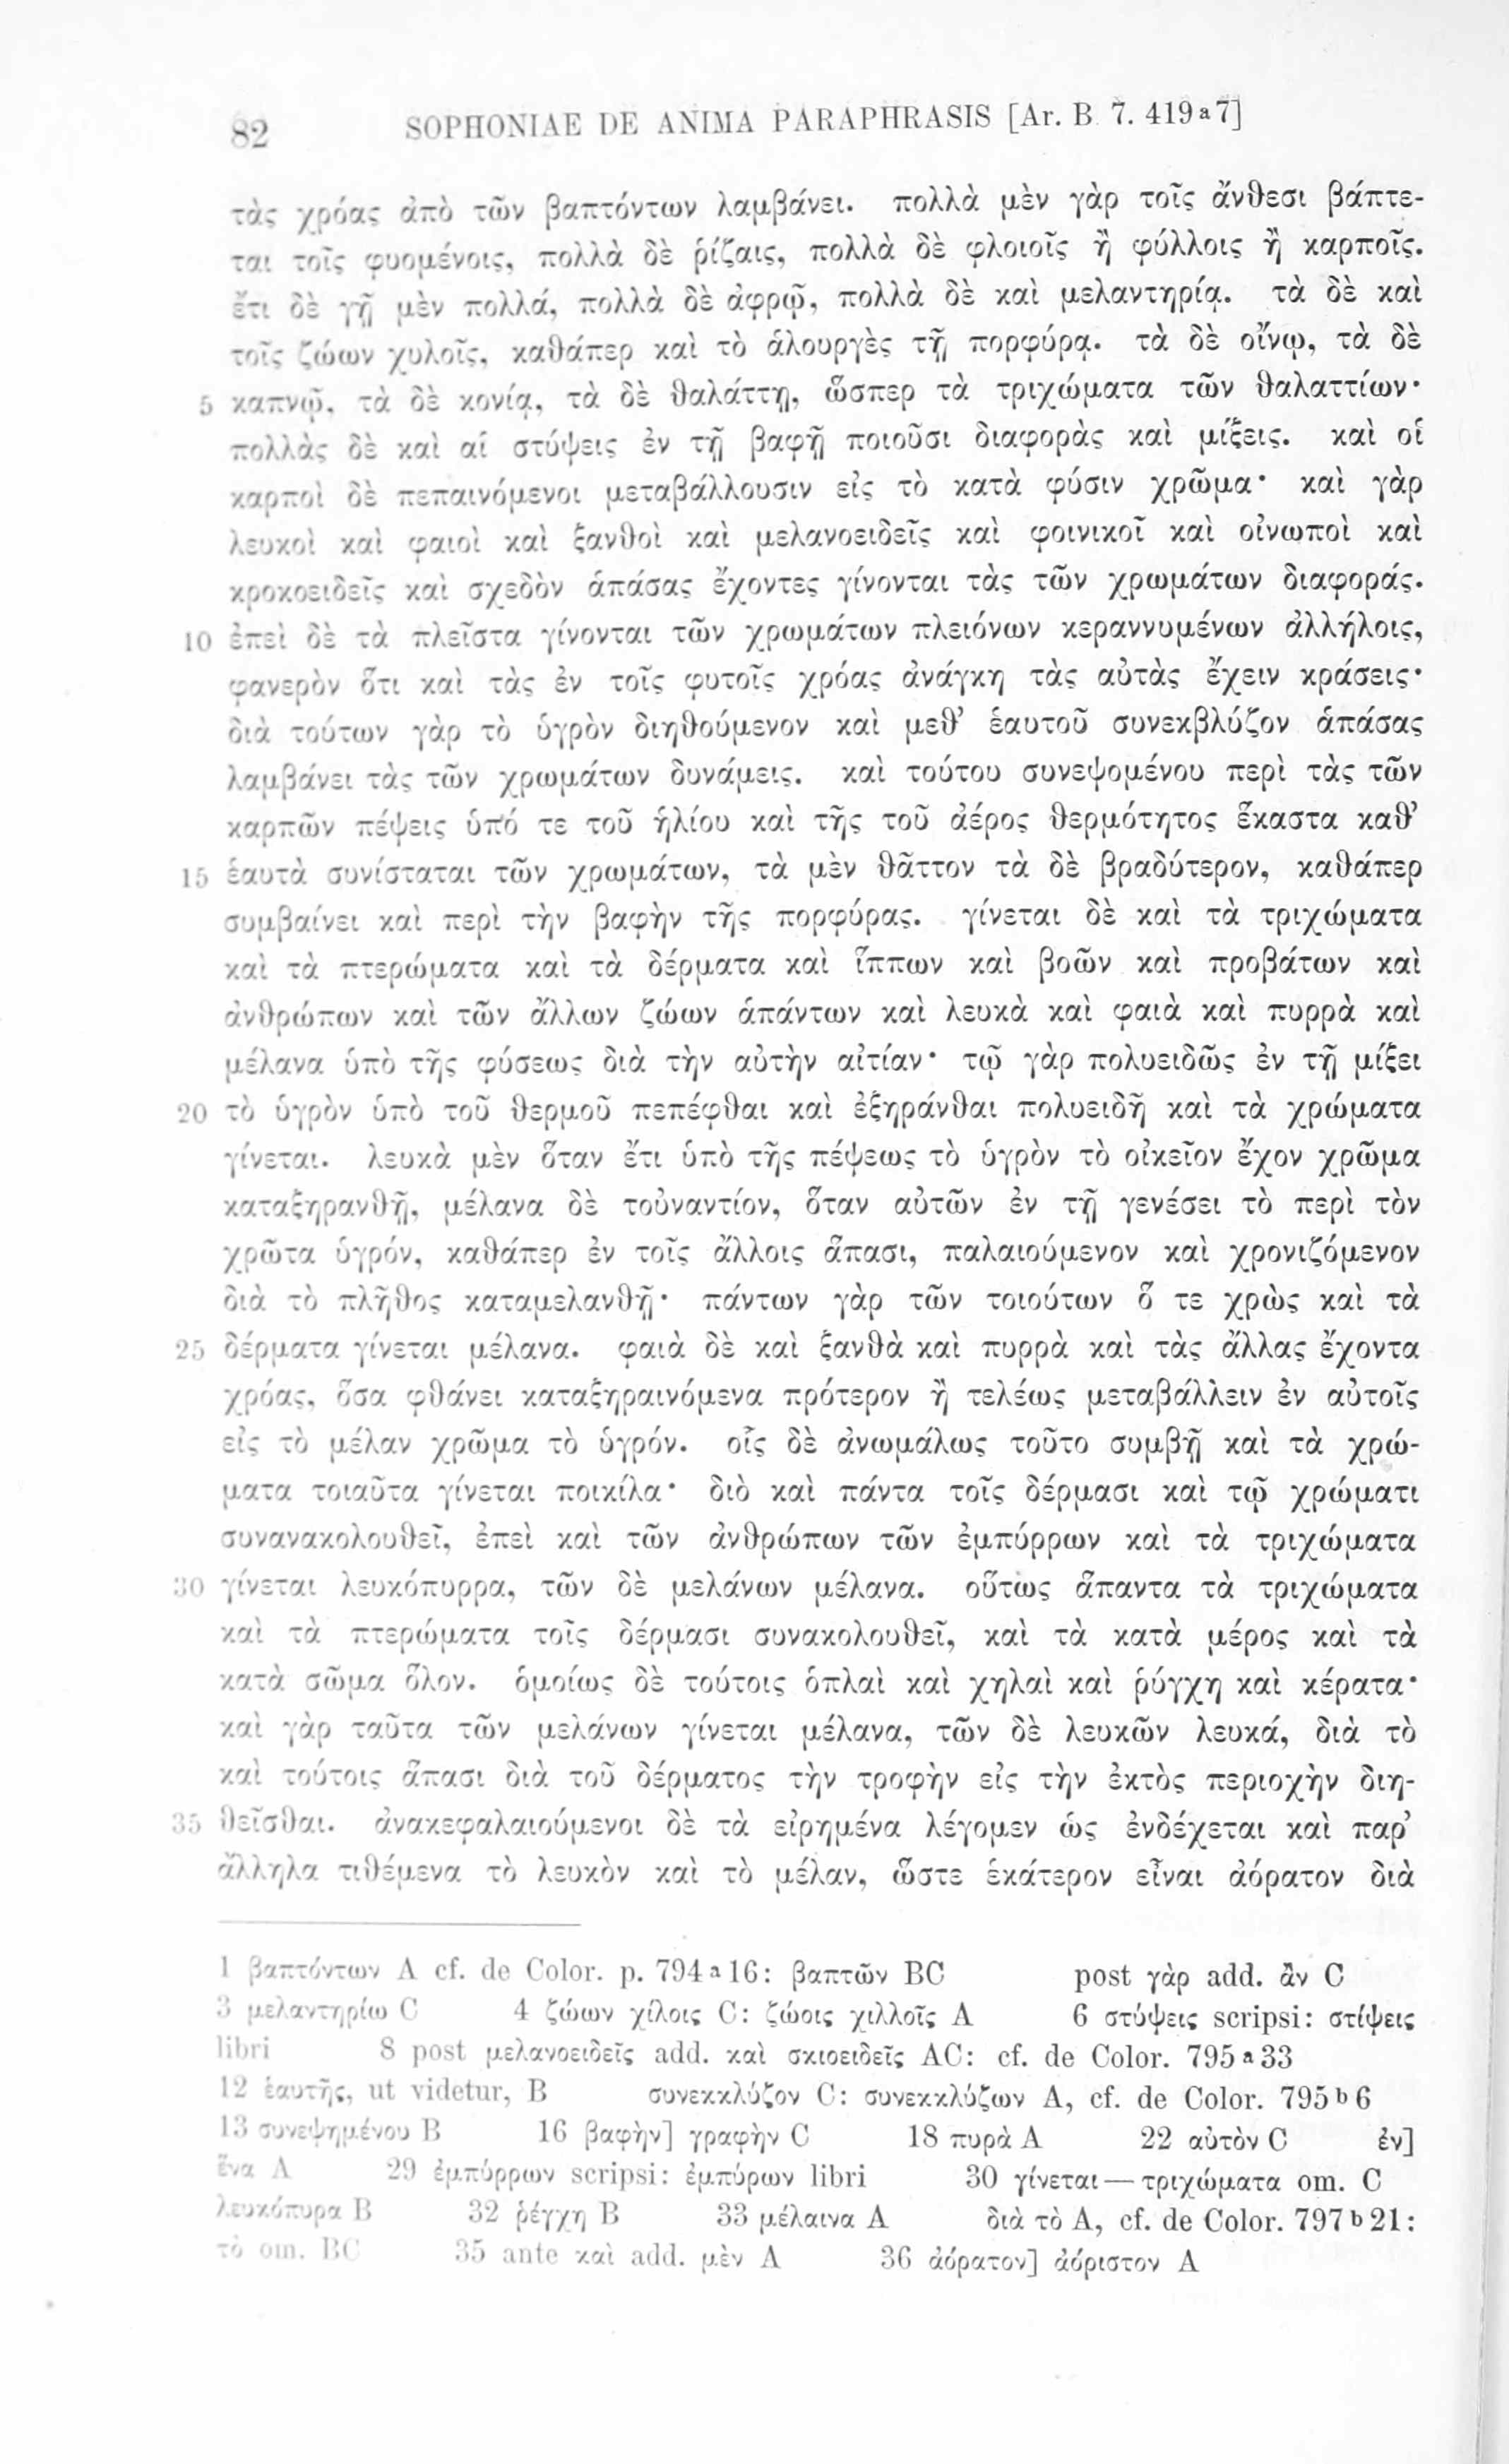 82 SOPHONIAE DE ANIMA PARAPHRASIS [Ar. B 7. 419ᵃ7]
τὰς χρόας ἀπὸ τῶν βαπτόντων λαμβάνει. πολλὰ μὲν γὰρ τοῖς ἄνθεσι βάπτε-
ται τοῖς φυομένοις, πολλὰ δὲ ῥίζαις, πολλὰ δὲ φλοιοῖς ἢ φύλλοις ἢ καρποῖς.
ἔτι δὲ γῇ μὲν πολλά, πολλὰ δὲ ἀφρῷ, πολλὰ δὲ καὶ μελαντηρίᾳ. τὰ δὲ καὶ
τοῖς ζώων χυλοῖς, καθάπερ καὶ τὸ ἁλουργὲς τῇ πορφύρᾳ. τὰ δὲ οἴνῳ, τὰ δὲ
5 καπνῷ, τὰ δὲ κονίᾳ, τὰ δὲ θαλάττῃ, ὥσπερ τὰ τριχώματα τῶν θαλαττίων·
πολλὰς δὲ καὶ αἱ στύψεις ἐν τῇ βαφῇ ποιοῦσι διαφορὰς καὶ μίξεις. καὶ οἱ
καρποὶ δὲ πεπαινόμενοι μεταβάλλουσιν εἰς τὸ κατὰ φύσιν χρῶμα· καὶ γὰρ
λευκοὶ καὶ φαιοὶ καὶ ξανθοὶ καὶ μελανοειδεῖς καὶ φοινικοῖ καὶ οἰνωποὶ καὶ
κροκοειδεῖς καὶ σχεδὸν ἁπάσας ἔχοντες γίνονται τὰς τῶν χρωμάτων διαφοράς.
10 ἐπεὶ δὲ τὰ πλεῖστα γίνονται τῶν χρωμάτων πλειόνων κεραννυμένων ἀλλήλοις,
φανερὸν ὅτι καὶ τὰς ἐν τοῖς φυτοῖς χρόας ἀνάγκη τὰς αὐτὰς ἔχειν κράσεις·
διὰ τούτων γὰρ τὸ ὑγρὸν διηθούμενον καὶ μεθ’ ἑαυτοῦ συνεκβλύζον ἁπάσας
λαμβάνει τὰς τῶν χρωμάτων δυνάμεις. καὶ τούτου συνεψομένου περὶ τὰς τῶν
καρπῶν πέψεις ὑπό τε τοῦ ἡλίου καὶ τῆς τοῦ ἀέρος θερμότητος ἕκαστα καθ’
15 ἑαυτὰ συνίσταται τῶν χρωμάτων, τὰ μὲν θᾶττον τὰ δὲ βραδύτερον, καθάπερ
συμβαίνει καὶ περὶ τὴν βαφὴν τῆς πορφύρας. γίνεται δὲ καὶ τὰ τριχώματα
καὶ τὰ πτερώματα καὶ τὰ δέρματα καὶ ἵππων καὶ βοῶν καὶ προβάτων καὶ
ἀνθρώπων καὶ τῶν ἄλλων ζώων ἁπάντων καὶ λευκὰ καὶ φαιὰ καὶ πυρρὰ καὶ
μέλανα ὑπὸ τῆς φύσεως διὰ τὴν αὐτὴν αἰτίαν· τῷ γὰρ πολυειδῶς ἐν τῇ μίξει
20 τὸ ὑγρὸν ὑπὸ τοῦ θερμοῦ πεπέφθαι καὶ ἐξηράνθαι πολυειδῆ καὶ τὰ χρώματα
γίνεται. λευκὰ μὲν ὅταν ἔτι ὑπὸ τῆς πέψεως τὸ ὑγρὸν τὸ οἰκεῖον ἔχον χρῶμα
καταξηρανθῇ, μέλανα δὲ τοὐναντίον, ὅταν αὐτῶν ἐν τῇ γενέσει τὸ περὶ τὸν
χρῶτα ὑγρόν, καθάπερ ἐν τοῖς ἄλλοις ἅπασι, παλαιούμενον καὶ χρονιζόμενον
διὰ τὸ πλῆθος καταμελανθῇ· πάντων γὰρ τῶν τοιούτων ὅ τε χρὼς καὶ τὰ
25 δέρματα γίνεται μέλανα. φαιὰ δὲ καὶ ξανθὰ καὶ πυρρὰ καὶ τὰς ἄλλας ἔχοντα
χρόας, ὅσα φθάνει καταξηραινόμενα πρότερον ἢ τελέως μεταβάλλειν ἐν αὐτοῖς
εἰς τὸ μέλαν χρῶμα τὸ ὑγρόν. οἷς δὲ ἀνωμάλως τοῦτο συμβῇ καὶ τὰ χρώ-
ματα τοιαῦτα γίνεται ποικίλα· διὸ καὶ πάντα τοῖς δέρμασι καὶ τῷ χρώματι
συνανακολουθεῖ, ἐπεὶ καὶ τῶν ἀνθρώπων τῶν ἐμπύρρων καὶ τὰ τριχώματα
30 γίνεται λευκόπυρρα, τῶν δὲ μελάνων μέλανα. οὕτως ἅπαντα τὰ τριχώματα
καὶ τὰ πτερώματα τοῖς δέρμασι συνακολουθεῖ, καὶ τὰ κατὰ μέρος καὶ τὰ
κατὰ σῶμα ὅλον. ὁμοίως δὲ τούτοις ὁπλαὶ καὶ χηλαὶ καὶ ῥύγχη καὶ κέρατα·
καὶ γὰρ ταῦτα τῶν μελάνων γίνεται μέλανα, τῶν δὲ λευκῶν λευκά, διὰ τὸ
καὶ τούτοις ἅπασι διὰ τοῦ δέρματος τὴν τροφὴν εἰς τὴν ἐκτὸς περιοχὴν διη-
35 θεῖσθαι. ἀνακεφαλαιούμενοι δὲ τὰ εἰρημένα λέγομεν ὡς ἐνδέχεται καὶ παρ’
ἄλληλα τιθέμενα τὸ λευκὸν καὶ τὸ μέλαν, ὥστε ἑκάτερον εἶναι ἀόρατον διὰ
1 βαπτόντων A cf. de Color. p. 794ᵃ16: βαπτῶν BC post γὰρ add. ἂν C
3 μελαντηρίω C 4 ζώων χίλοις C: ζώοις χιλλοῖς A 6 στύψεις scripsi: στίψεις
libri 8 post μελανοειδεῖς add. καὶ σκιοειδεῖς AC: cf. de Color. 795ᵃ33
12 ἑαυτῆς, ut videtur, B συνεκκλύζον C: συνεκκλύζων A, cf. de Color. 795ᵇ6
13 συνεψημένου B 16 βαφὴν] γραφὴν C 18 πυρὰ A 22 αὐτὸν C ἐν]
ἕνα A 29 ἐμπύρρων scripsi: ἐμπύρων libri 30 γίνεται — τριχώματα om. C
λευκόπυρα B 32 ῥέγχη B 33 μέλαινα A διὰ τὸ A, cf. de Color. 797ᵇ21:
τὸ om. BC 35 ante καὶ add. μὲν A 36 ἀόρατον] ἀόριστον A